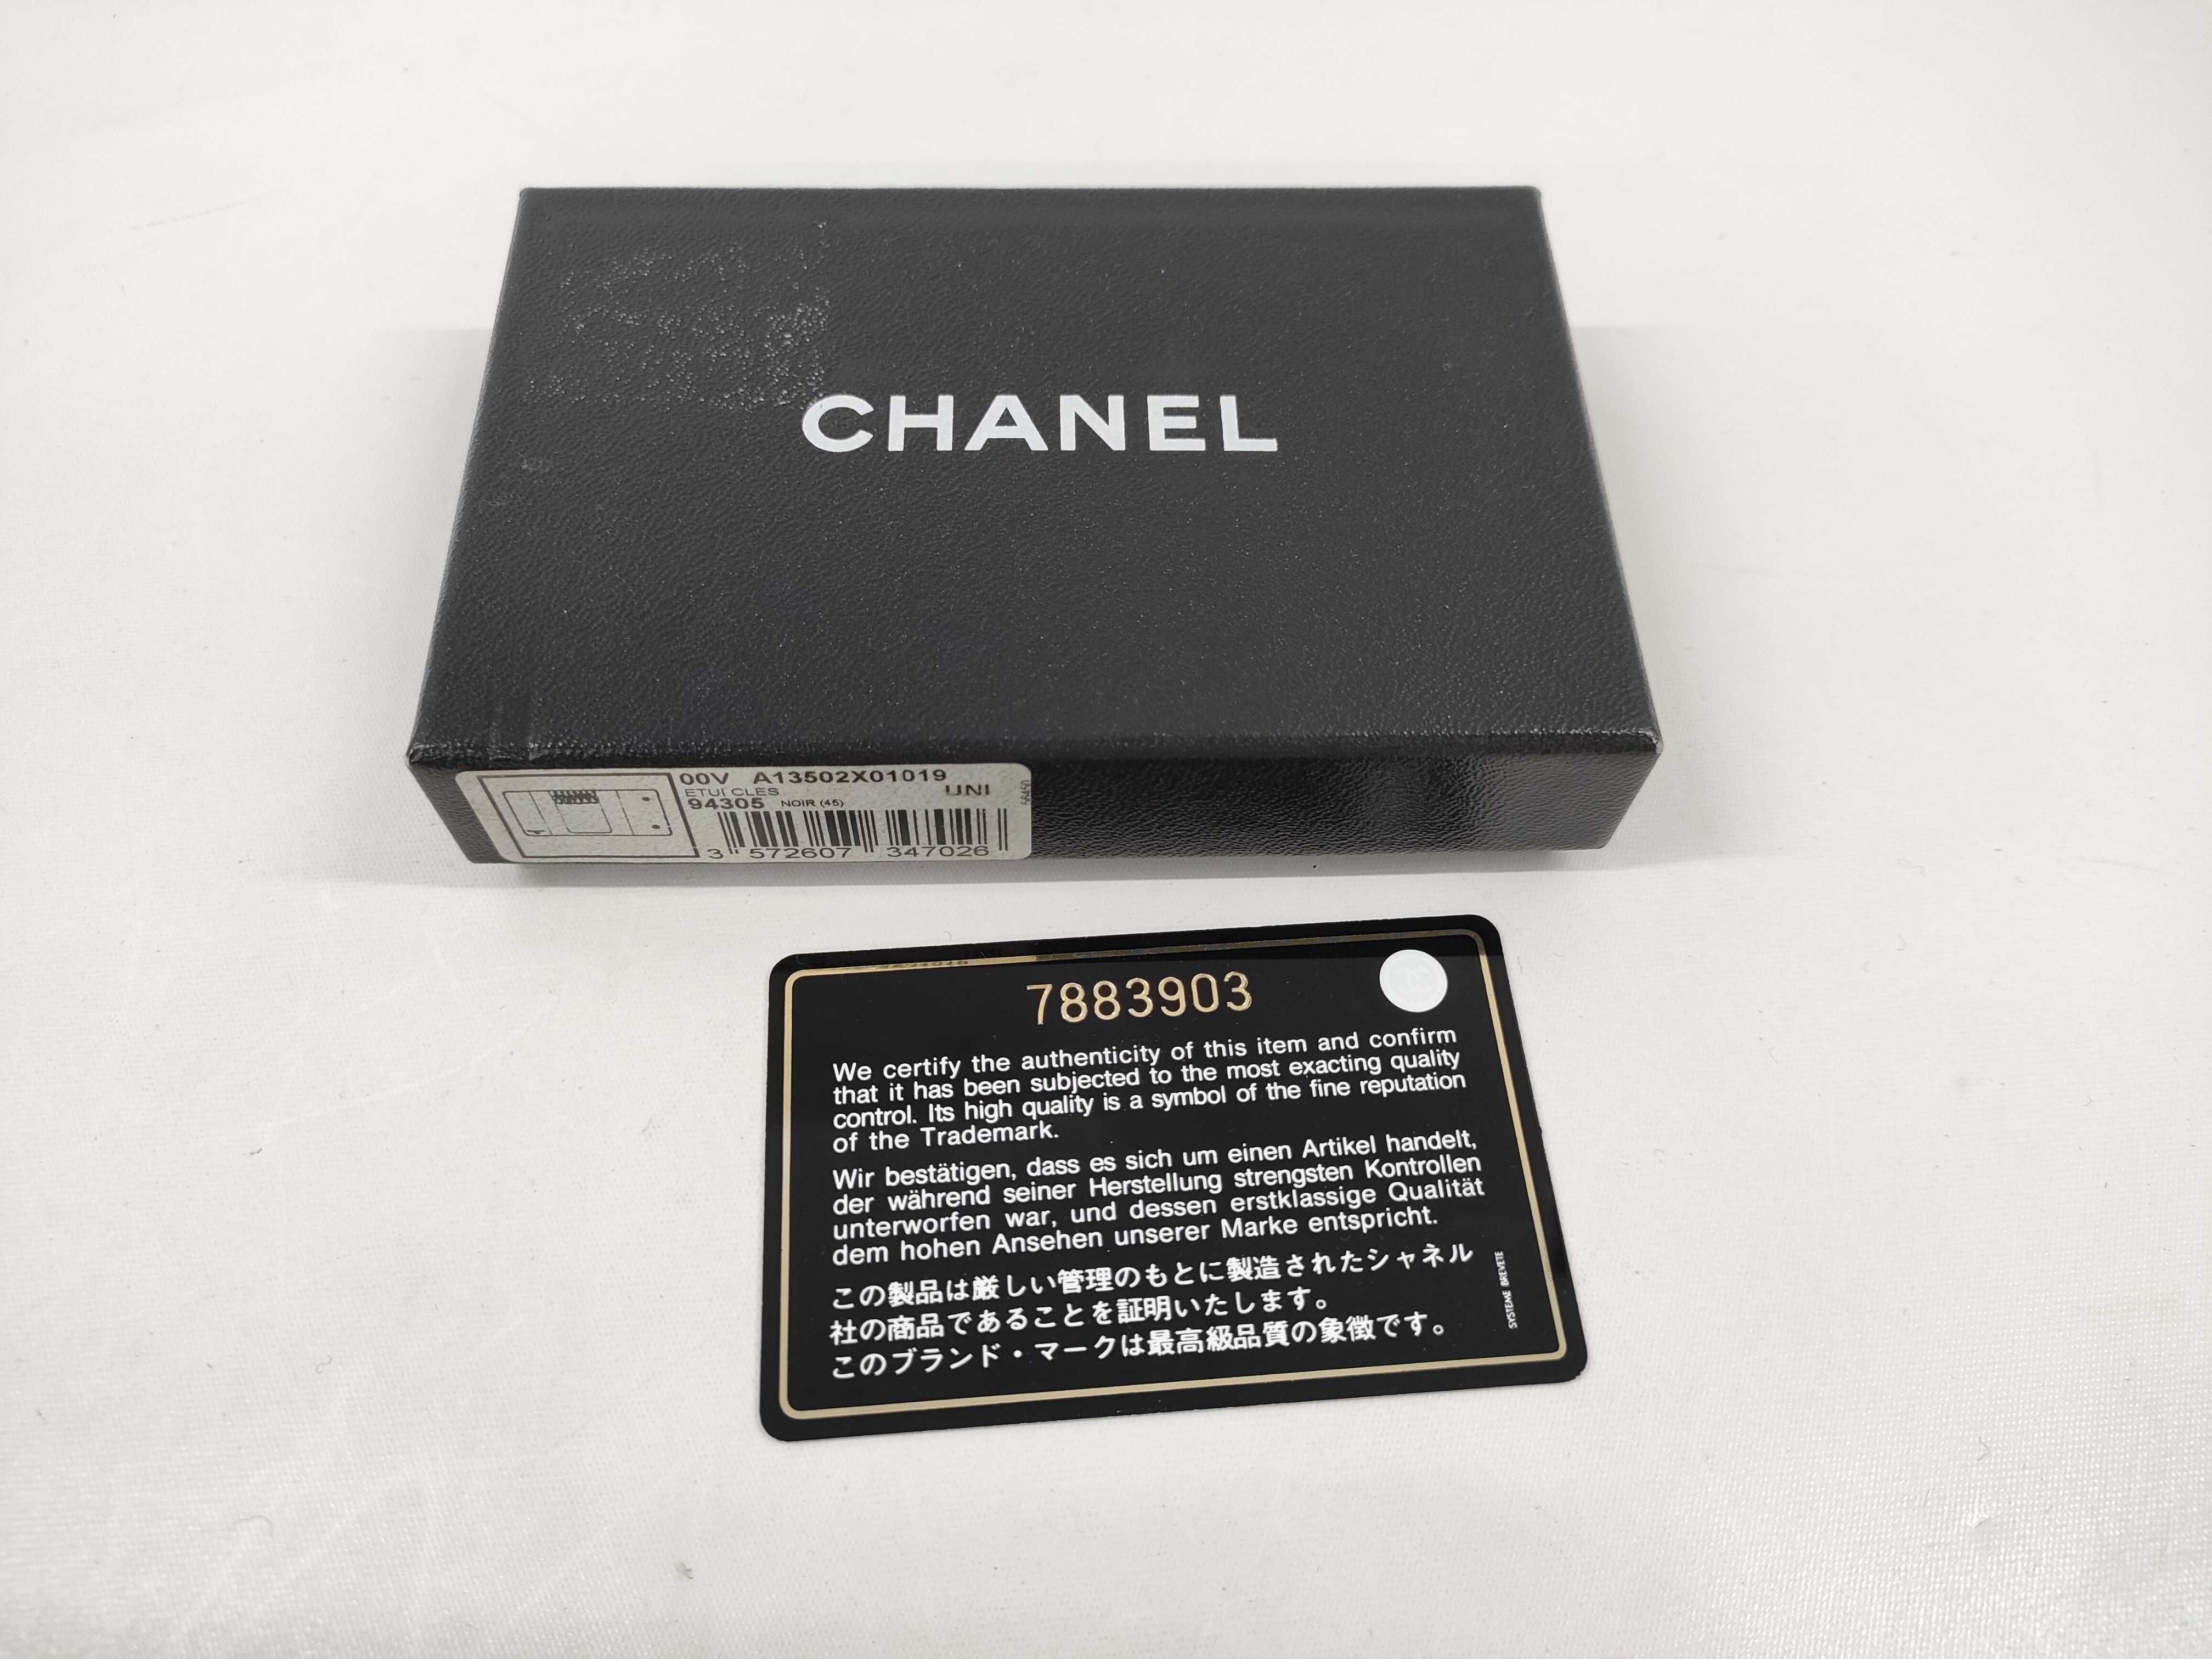 CHANEL
00V A13502X01019
ETUI CLES UNI
94305 NOIR (45)
3 572607 347026
7883903
We certify the authenticity of this item and confirm
that it has been subjected to the most exacting quality
control. Its high quality is a symbol of the fine reputation
of the Trademark.
Wir bestätigen, dass es sich um einen Artikel handelt,
der während seiner Herstellung strengsten Kontrollen
unterworfen war, und dessen erstklassige Qualität
dem hohen Ansehen unserer Marke entspricht.
この製品は厳しい管理のもとに製造されたシャネル
社の商品であることを証明いたします。
このブランド・マークは最高級品質の象徴です。
SYSTEME BREVETE